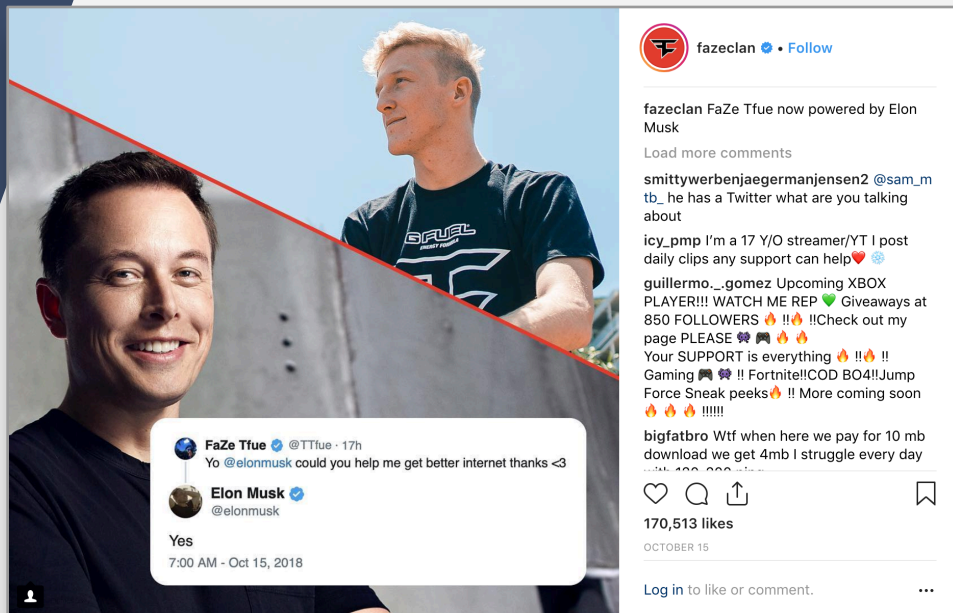 fazeclan • Follow
fazeclan FaZe Tfue now powered by Elon
Musk
Load more comments
smittywerbenjaegermanjensen2 @sam_m
tb_ he has a Twitter what are you talking
about
icy_pmp I'm a 17 Y/O streamer/YT I post
daily clips any support can help❤️ ❄️
guillermo._.gomez Upcoming XBOX
PLAYER!!! WATCH ME REP 💚 Giveaways at
850 FOLLOWERS 🔥 !!🔥 !!Check out my
page PLEASE 👾 🎮 🔥 🔥
Your SUPPORT is everything 🔥 !!🔥 !!
Gaming 🎮 👾 !! Fortnite!!COD BO4!!Jump
Force Sneak peeks🔥 !! More coming soon
🔥 🔥 🔥 !!!!!!
bigfatbro Wtf when here we pay for 10 mb
download we get 4mb I struggle every day
170,513 likes
OCTOBER 15
Log in to like or comment.
G FUEL
ENERGY FORMULA
FaZe Tfue @TTfue · 17h
Yo @elonmusk could you help me get better internet thanks <3
Elon Musk
@elonmusk
Yes
7:00 AM - Oct 15, 2018